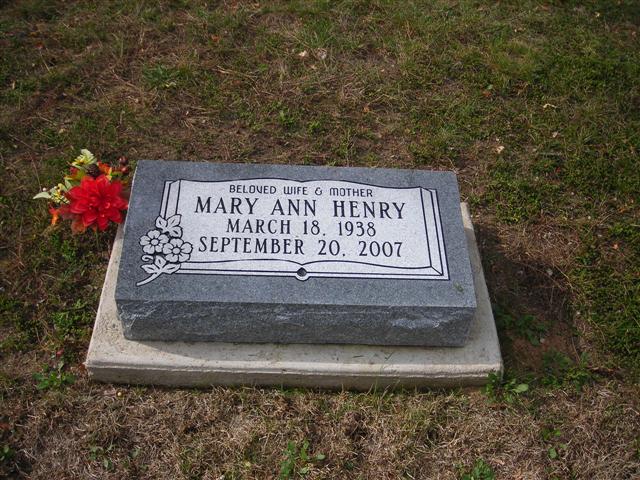 BELOVED WIFE & MOTHER
MARY ANN HENRY
MARCH 18, 1938
SEPTEMBER 20, 2007